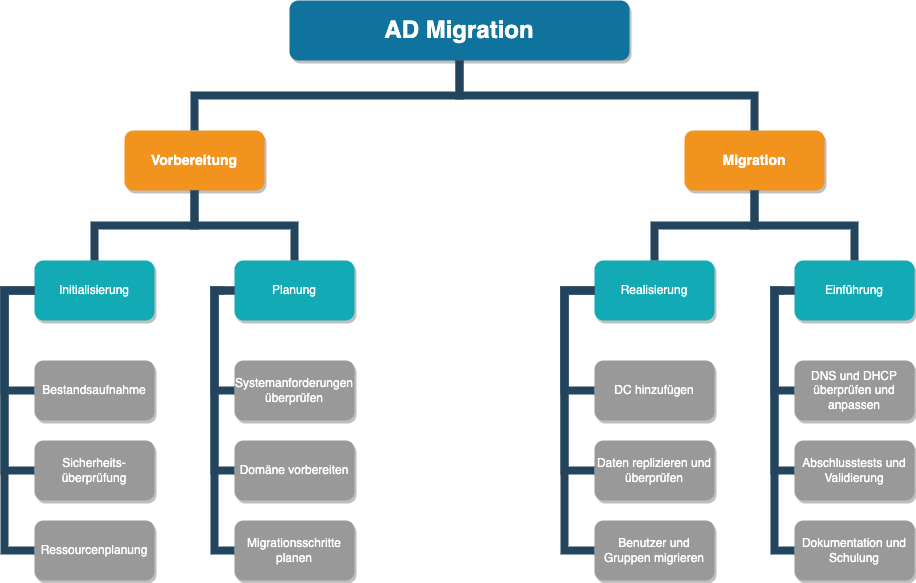 AD Migration
Vorbereitung
Migration
Initialisierung
Planung
Realisierung
Einführung
Bestandsaufnahme
Systemanforderungen
überprüfen
DC hinzufügen
DNS und DHCP
überprüfen und
anpassen
Sicherheits-
überprüfung
Domäne vorbereiten
Daten replizieren und
überprüfen
Abschlusstests und
Validierung
Ressourcenplanung
Migrationsschritte
planen
Benutzer und
Gruppen migrieren
Dokumentation und
Schulung